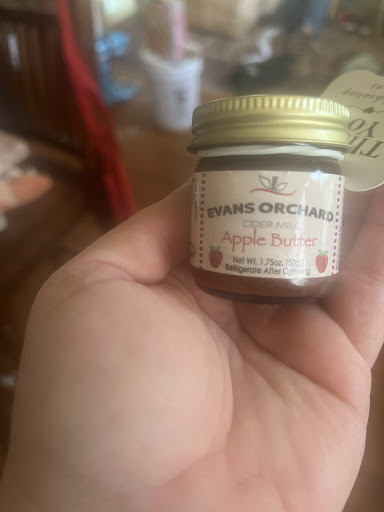 EVANS ORCHARD
CIDER MILL
Apple Butter
Net Wt. 1.75oz. (50g)
Refrigerate After Opening